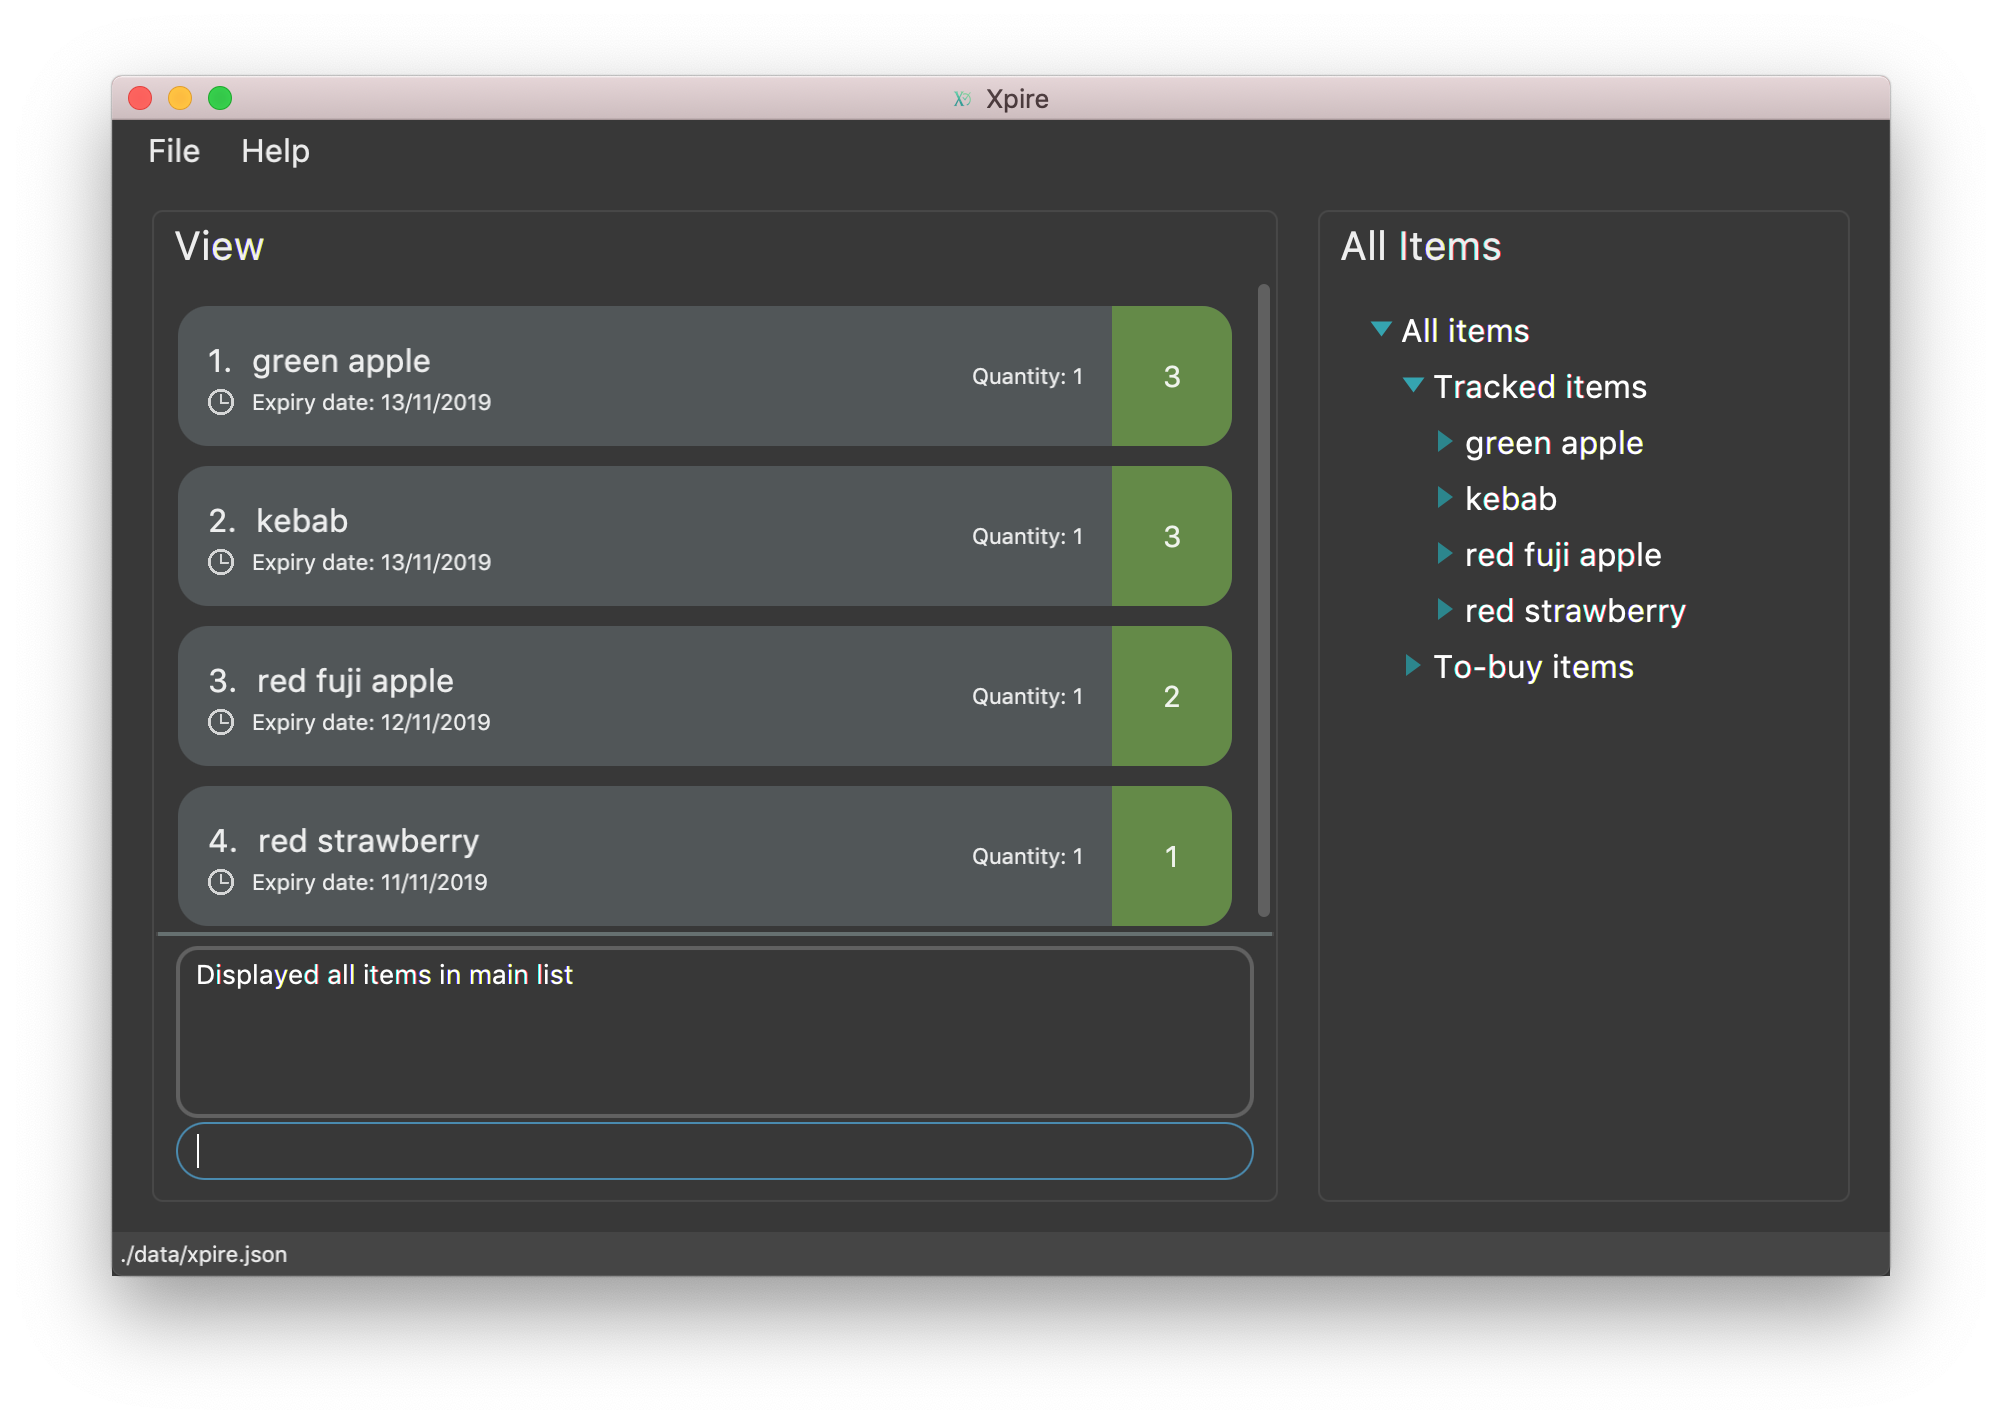 Xpire
File Help
View
1. green apple
Expiry date: 13/11/2019
Quantity: 1
3
2. kebab
Expiry date: 13/11/2019
Quantity: 1
3
3. red fuji apple
Expiry date: 12/11/2019
Quantity: 1
2
4. red strawberry
Expiry date: 11/11/2019
Quantity: 1
1
Displayed all items in main list
All Items
All items
Tracked items
green apple
kebab
red fuji apple
red strawberry
To-buy items
./data/xpire.json